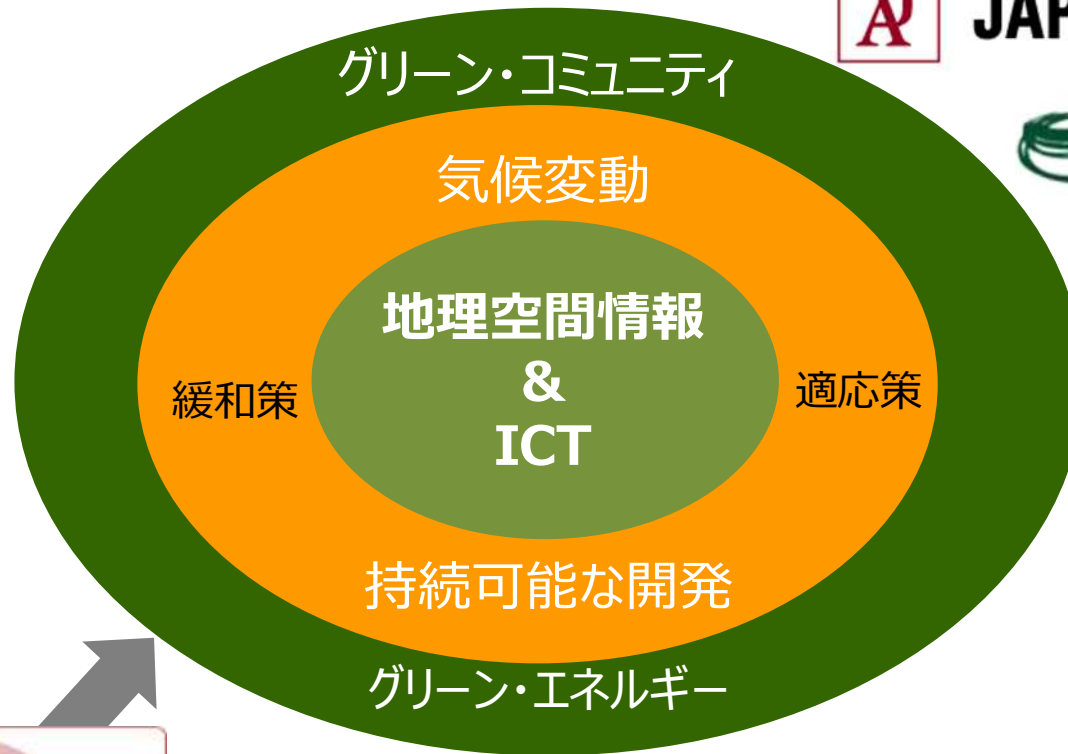 JAP
グリーン・コミュニティ
気候変動
地理空間情報
&
ICT
緩和策
適応策
持続可能な開発
グリーン・エネルギー